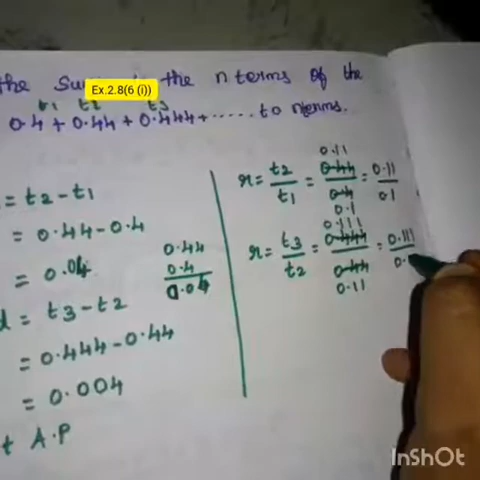 the Su the n terms of the
Ex.2.8(6 (i))
t1 t2 t3
0.4 + 0.44 + 0.444 + ..... to n terms.
= t2 - t1
= 0.44 - 0.4
= 0.04
0.44
0.4
0.04
d = t3 - t2
= 0.444 - 0.44
= 0.004
t A.P
0.11
r = t2/t1 = 0.44/0.4 = 0.11/0.1
0.1
0.111
r = t3/t2 = 0.444/0.44 = 0.111/0.
0.11
InShOt